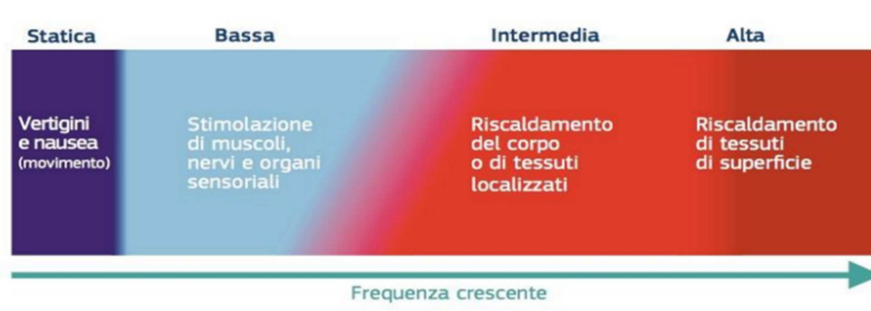 Statica
Bassa
Intermedia
Alta
Vertigini
e nausea
(movimento)
Stimolazione
di muscoli,
nervi e organi
sensoriali
Riscaldamento
del corpo
o di tessuti
localizzati
Riscaldamento
di tessuti
di superficie
Frequenza crescente